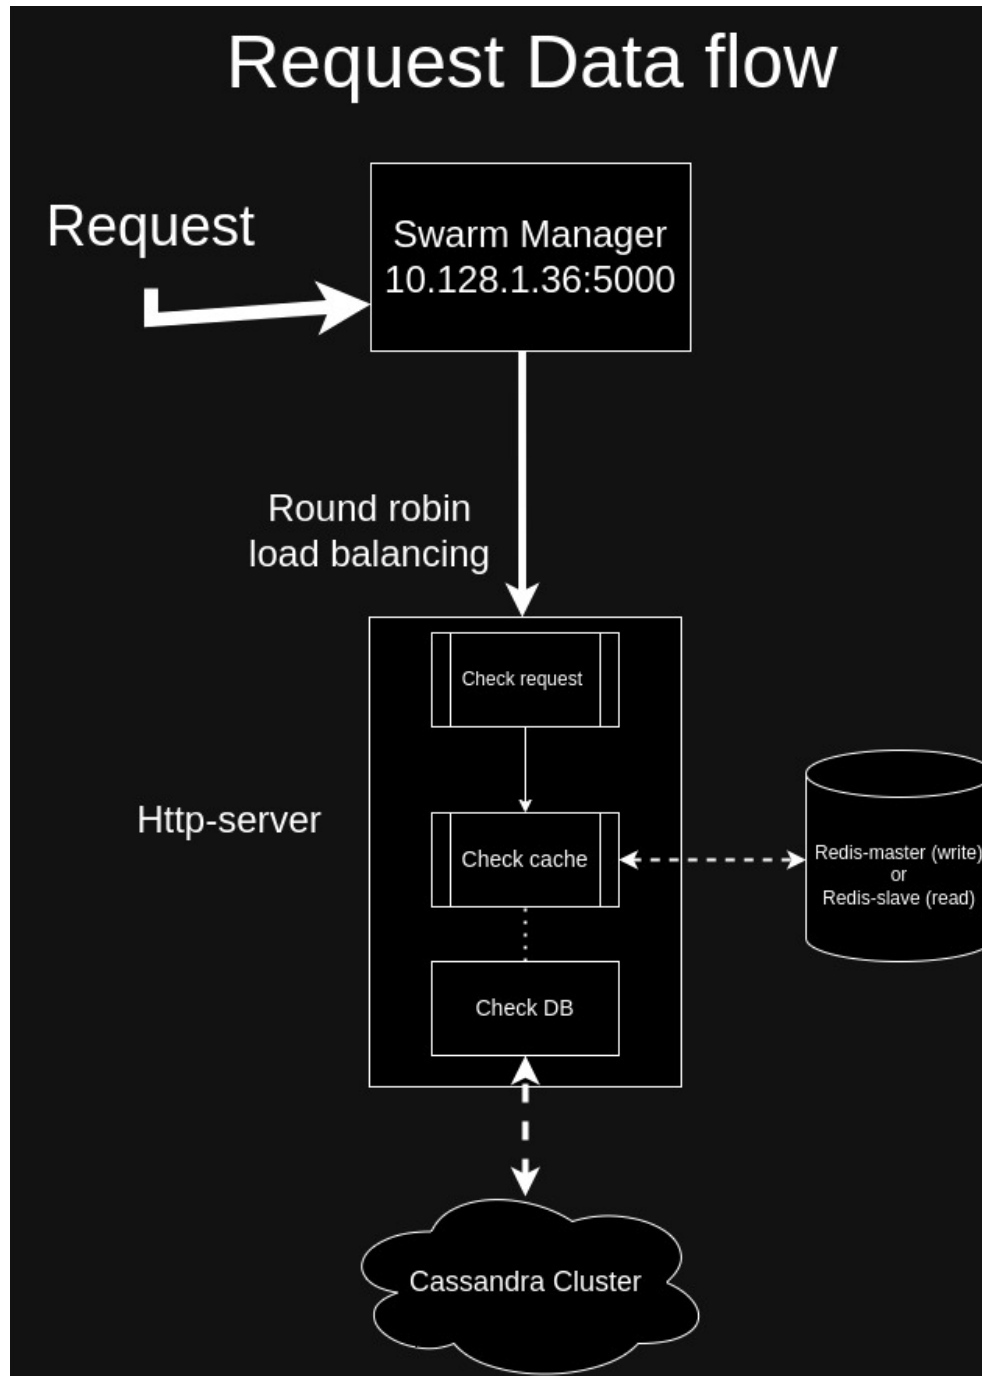 Request Data flow
Request
Swarm Manager
10.128.1.36:5000
Round robin
load balancing
Check request
Http-server
Check cache
Redis-master (write)
or
Redis-slave (read)
Check DB
Cassandra Cluster